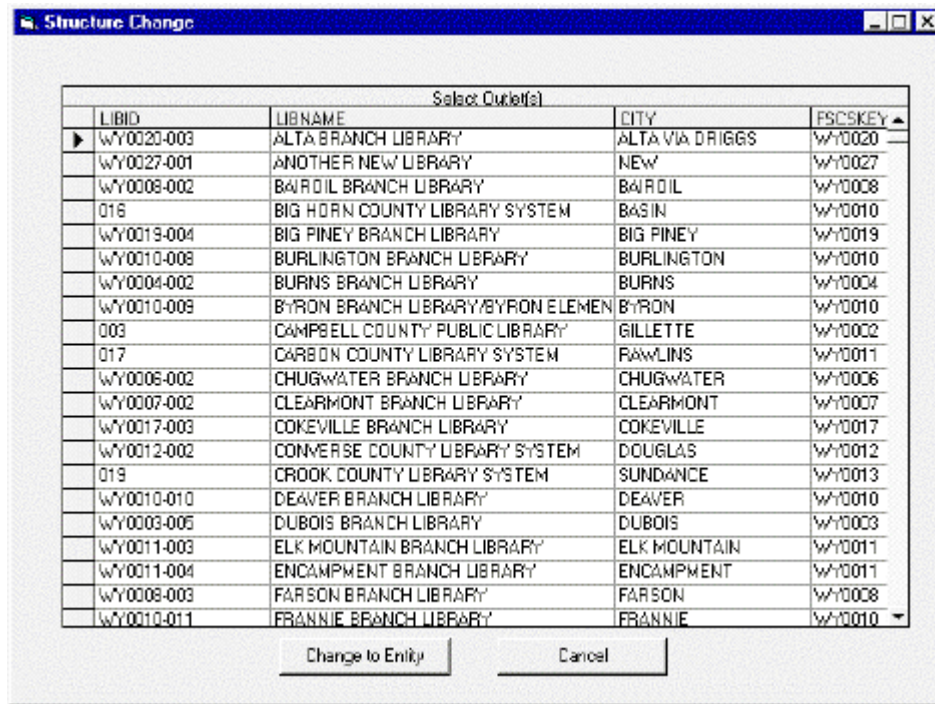 Structure Change
Select Outlet(s)
LIBID LIBNAME CITY FSCSKEY
WY0020-003 ALTA BRANCH LIBRARY ALTA VIA DRIGGS WY0020
WY0027-001 ANOTHER NEW LIBRARY NEW WY0027
WY0008-002 BAIROIL BRANCH LIBRARY BAIROIL WY0008
016 BIG HORN COUNTY LIBRARY SYSTEM BASIN WY0010
WY0019-004 BIG PINEY BRANCH LIBRARY BIG PINEY WY0019
WY0010-008 BURLINGTON BRANCH LIBRARY BURLINGTON WY0010
WY0004-002 BURNS BRANCH LIBRARY BURNS WY0004
WY0010-009 BYRON BRANCH LIBRARY/BYRON ELEMEN BYRON WY0010
003 CAMPBELL COUNTY PUBLIC LIBRARY GILLETTE WY0002
017 CARBON COUNTY LIBRARY SYSTEM RAWLINS WY0011
WY0006-002 CHUGWATER BRANCH LIBRARY CHUGWATER WY0006
WY0007-002 CLEARMONT BRANCH LIBRARY CLEARMONT WY0007
WY0017-003 COKEVILLE BRANCH LIBRARY COKEVILLE WY0017
WY0012-002 CONVERSE COUNTY LIBRARY SYSTEM DOUGLAS WY0012
019 CROOK COUNTY LIBRARY SYSTEM SUNDANCE WY0013
WY0010-010 DEAVER BRANCH LIBRARY DEAVER WY0010
WY0003-005 DUBOIS BRANCH LIBRARY DUBOIS WY0003
WY0011-003 ELK MOUNTAIN BRANCH LIBRARY ELK MOUNTAIN WY0011
WY0011-004 ENCAMPMENT BRANCH LIBRARY ENCAMPMENT WY0011
WY0008-003 FARSON BRANCH LIBRARY FARSON WY0008
WY0010-011 FRANNIE BRANCH LIBRARY FRANNIE WY0010
Change to Entity Cancel